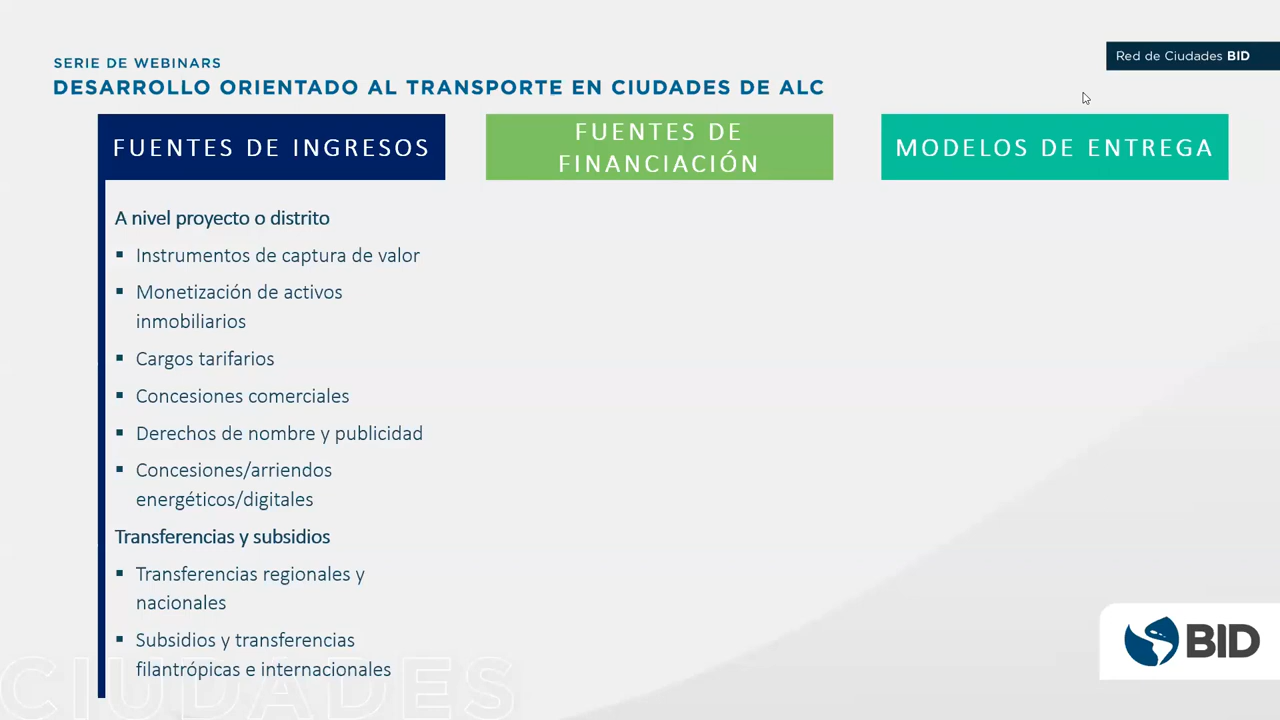 SERIE DE WEBINARS
DESARROLLO ORIENTADO AL TRANSPORTE EN CIUDADES DE ALC
Red de Ciudades BID
FUENTES DE INGRESOS
FUENTES DE
FINANCIACIÓN
MODELOS DE ENTREGA
A nivel proyecto o distrito
▪ Instrumentos de captura de valor
▪ Monetización de activos
inmobiliarios
▪ Cargos tarifarios
▪ Concesiones comerciales
▪ Derechos de nombre y publicidad
▪ Concesiones/arriendos
energéticos/digitales
Transferencias y subsidios
▪ Transferencias regionales y
nacionales
▪ Subsidios y transferencias
filantrópicas e internacionales
CIUDADES
BID